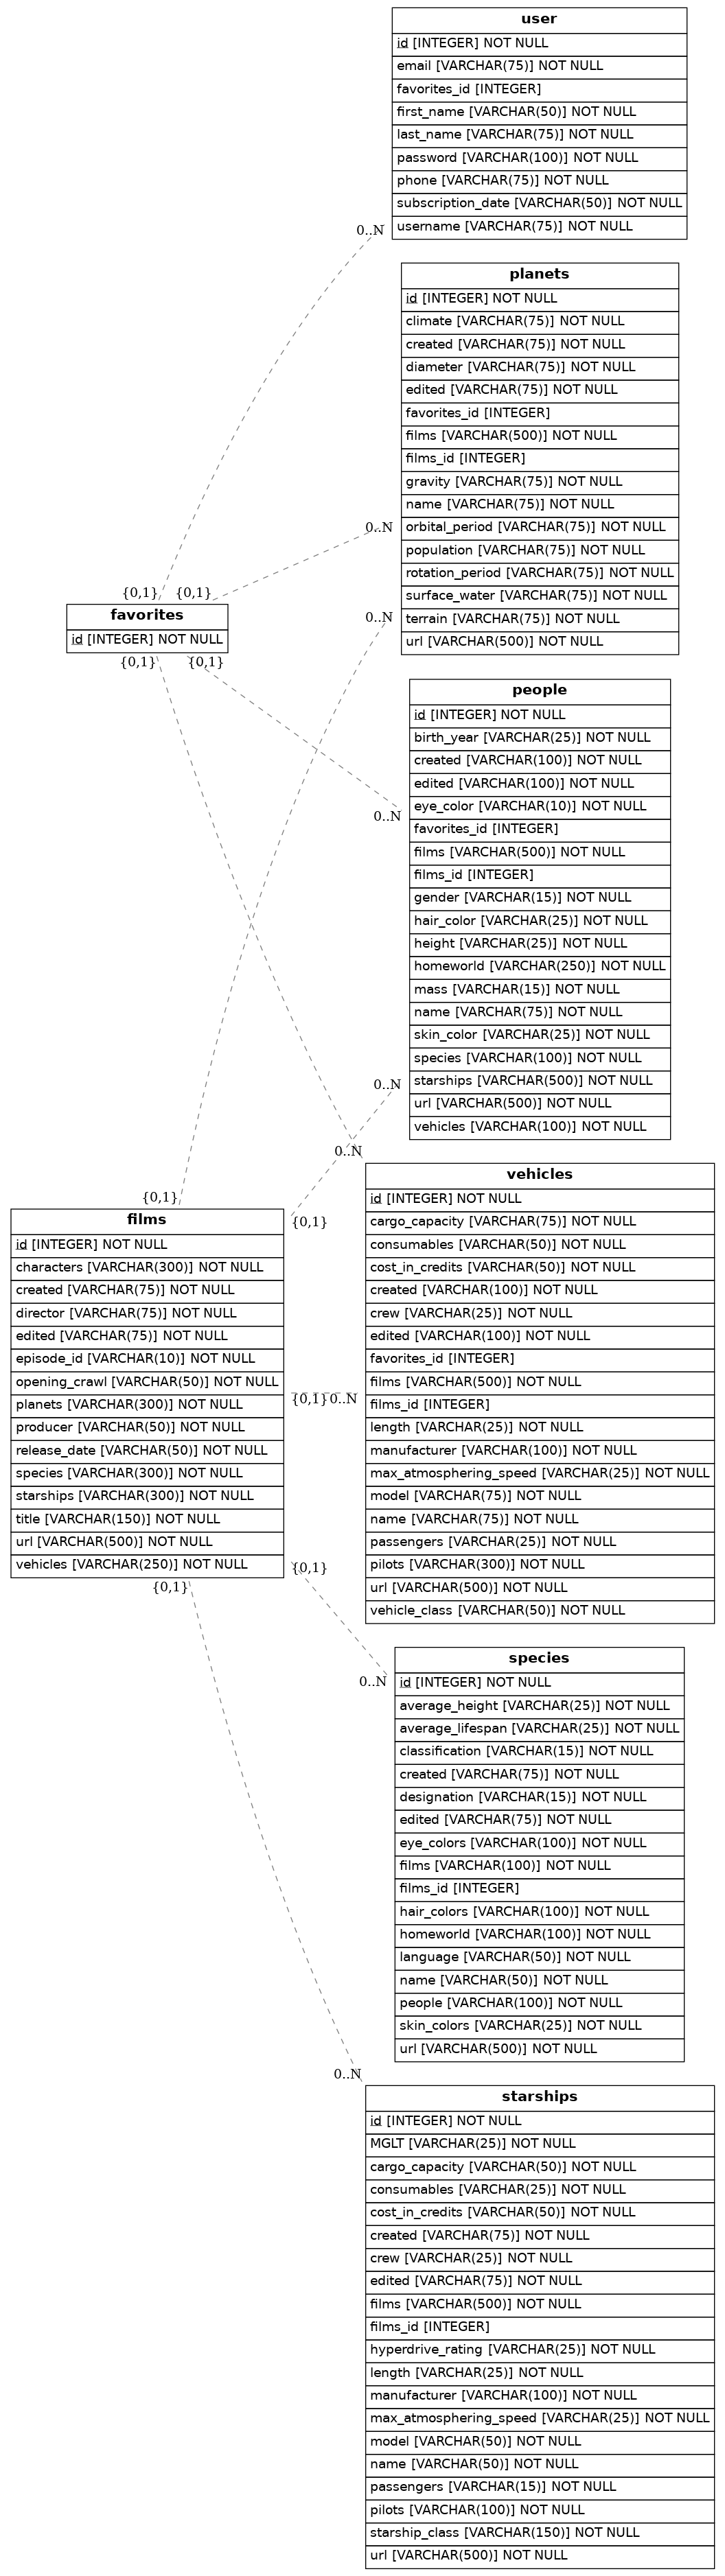 user
id [INTEGER] NOT NULL
email [VARCHAR(75)] NOT NULL
favorites_id [INTEGER]
first_name [VARCHAR(50)] NOT NULL
last_name [VARCHAR(75)] NOT NULL
password [VARCHAR(100)] NOT NULL
phone [VARCHAR(75)] NOT NULL
subscription_date [VARCHAR(50)] NOT NULL
username [VARCHAR(75)] NOT NULL
0..N
planets
id [INTEGER] NOT NULL
climate [VARCHAR(75)] NOT NULL
created [VARCHAR(75)] NOT NULL
diameter [VARCHAR(75)] NOT NULL
edited [VARCHAR(75)] NOT NULL
favorites_id [INTEGER]
films [VARCHAR(500)] NOT NULL
films_id [INTEGER]
gravity [VARCHAR(75)] NOT NULL
name [VARCHAR(75)] NOT NULL
orbital_period [VARCHAR(75)] NOT NULL
population [VARCHAR(75)] NOT NULL
rotation_period [VARCHAR(75)] NOT NULL
surface_water [VARCHAR(75)] NOT NULL
terrain [VARCHAR(75)] NOT NULL
url [VARCHAR(500)] NOT NULL
0..N
0..N
{0,1} {0,1}
favorites
id [INTEGER] NOT NULL
{0,1} {0,1}
people
id [INTEGER] NOT NULL
birth_year [VARCHAR(25)] NOT NULL
created [VARCHAR(100)] NOT NULL
edited [VARCHAR(100)] NOT NULL
eye_color [VARCHAR(10)] NOT NULL
favorites_id [INTEGER]
films [VARCHAR(500)] NOT NULL
films_id [INTEGER]
gender [VARCHAR(15)] NOT NULL
hair_color [VARCHAR(25)] NOT NULL
height [VARCHAR(25)] NOT NULL
homeworld [VARCHAR(250)] NOT NULL
mass [VARCHAR(15)] NOT NULL
name [VARCHAR(75)] NOT NULL
skin_color [VARCHAR(25)] NOT NULL
species [VARCHAR(100)] NOT NULL
starships [VARCHAR(500)] NOT NULL
url [VARCHAR(500)] NOT NULL
vehicles [VARCHAR(100)] NOT NULL
0..N
0..N
0..N
{0,1}
{0,1}
films
id [INTEGER] NOT NULL
characters [VARCHAR(300)] NOT NULL
created [VARCHAR(75)] NOT NULL
director [VARCHAR(75)] NOT NULL
edited [VARCHAR(75)] NOT NULL
episode_id [VARCHAR(10)] NOT NULL
opening_crawl [VARCHAR(50)] NOT NULL
planets [VARCHAR(300)] NOT NULL
producer [VARCHAR(50)] NOT NULL
release_date [VARCHAR(50)] NOT NULL
species [VARCHAR(300)] NOT NULL
starships [VARCHAR(300)] NOT NULL
title [VARCHAR(150)] NOT NULL
url [VARCHAR(500)] NOT NULL
vehicles [VARCHAR(250)] NOT NULL
{0,1} 0..N
{0,1}
{0,1}
vehicles
id [INTEGER] NOT NULL
cargo_capacity [VARCHAR(75)] NOT NULL
consumables [VARCHAR(50)] NOT NULL
cost_in_credits [VARCHAR(50)] NOT NULL
created [VARCHAR(100)] NOT NULL
crew [VARCHAR(25)] NOT NULL
edited [VARCHAR(100)] NOT NULL
favorites_id [INTEGER]
films [VARCHAR(500)] NOT NULL
films_id [INTEGER]
length [VARCHAR(25)] NOT NULL
manufacturer [VARCHAR(100)] NOT NULL
max_atmosphering_speed [VARCHAR(25)] NOT NULL
model [VARCHAR(75)] NOT NULL
name [VARCHAR(75)] NOT NULL
passengers [VARCHAR(25)] NOT NULL
pilots [VARCHAR(300)] NOT NULL
url [VARCHAR(500)] NOT NULL
vehicle_class [VARCHAR(50)] NOT NULL
0..N
species
id [INTEGER] NOT NULL
average_height [VARCHAR(25)] NOT NULL
average_lifespan [VARCHAR(25)] NOT NULL
classification [VARCHAR(15)] NOT NULL
created [VARCHAR(75)] NOT NULL
designation [VARCHAR(15)] NOT NULL
edited [VARCHAR(75)] NOT NULL
eye_colors [VARCHAR(100)] NOT NULL
films [VARCHAR(100)] NOT NULL
films_id [INTEGER]
hair_colors [VARCHAR(100)] NOT NULL
homeworld [VARCHAR(100)] NOT NULL
language [VARCHAR(50)] NOT NULL
name [VARCHAR(50)] NOT NULL
people [VARCHAR(100)] NOT NULL
skin_colors [VARCHAR(25)] NOT NULL
url [VARCHAR(500)] NOT NULL
0..N
starships
id [INTEGER] NOT NULL
MGLT [VARCHAR(25)] NOT NULL
cargo_capacity [VARCHAR(50)] NOT NULL
consumables [VARCHAR(25)] NOT NULL
cost_in_credits [VARCHAR(50)] NOT NULL
created [VARCHAR(75)] NOT NULL
crew [VARCHAR(25)] NOT NULL
edited [VARCHAR(75)] NOT NULL
films [VARCHAR(500)] NOT NULL
films_id [INTEGER]
hyperdrive_rating [VARCHAR(25)] NOT NULL
length [VARCHAR(25)] NOT NULL
manufacturer [VARCHAR(100)] NOT NULL
max_atmosphering_speed [VARCHAR(25)] NOT NULL
model [VARCHAR(50)] NOT NULL
name [VARCHAR(50)] NOT NULL
passengers [VARCHAR(15)] NOT NULL
pilots [VARCHAR(100)] NOT NULL
starship_class [VARCHAR(150)] NOT NULL
url [VARCHAR(500)] NOT NULL